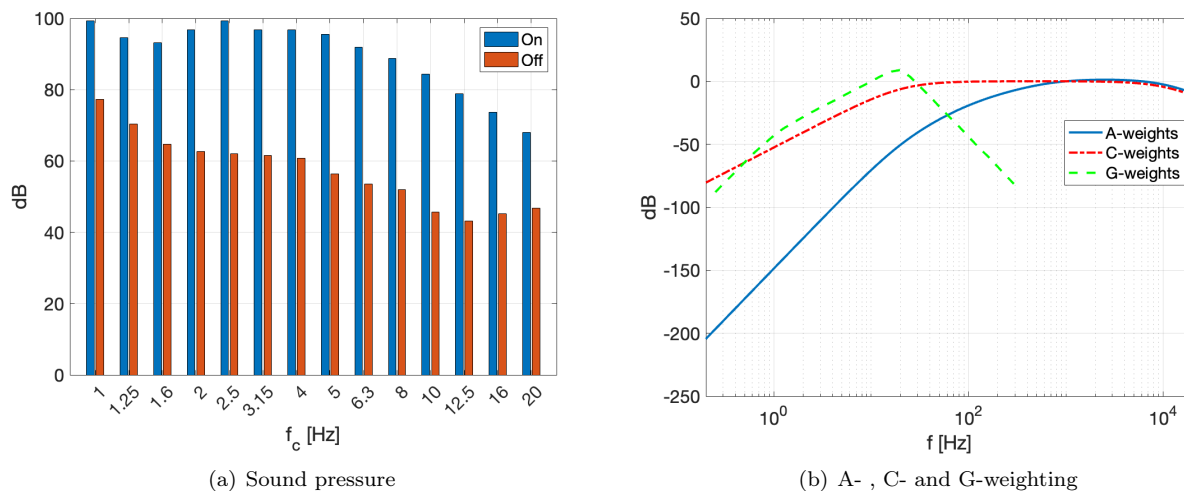 100
80
60
40
20
0
dB
On
Off
1
1.25
1.6
2
2.5
3.15
4
5
6.3
8
10
12.5
16
20
f_c [Hz]
(a) Sound pressure
50
0
-50
-100
-150
-200
-250
dB
A-weights
C-weights
G-weights
10^0
10^2
10^4
f [Hz]
(b) A- , C- and G-weighting